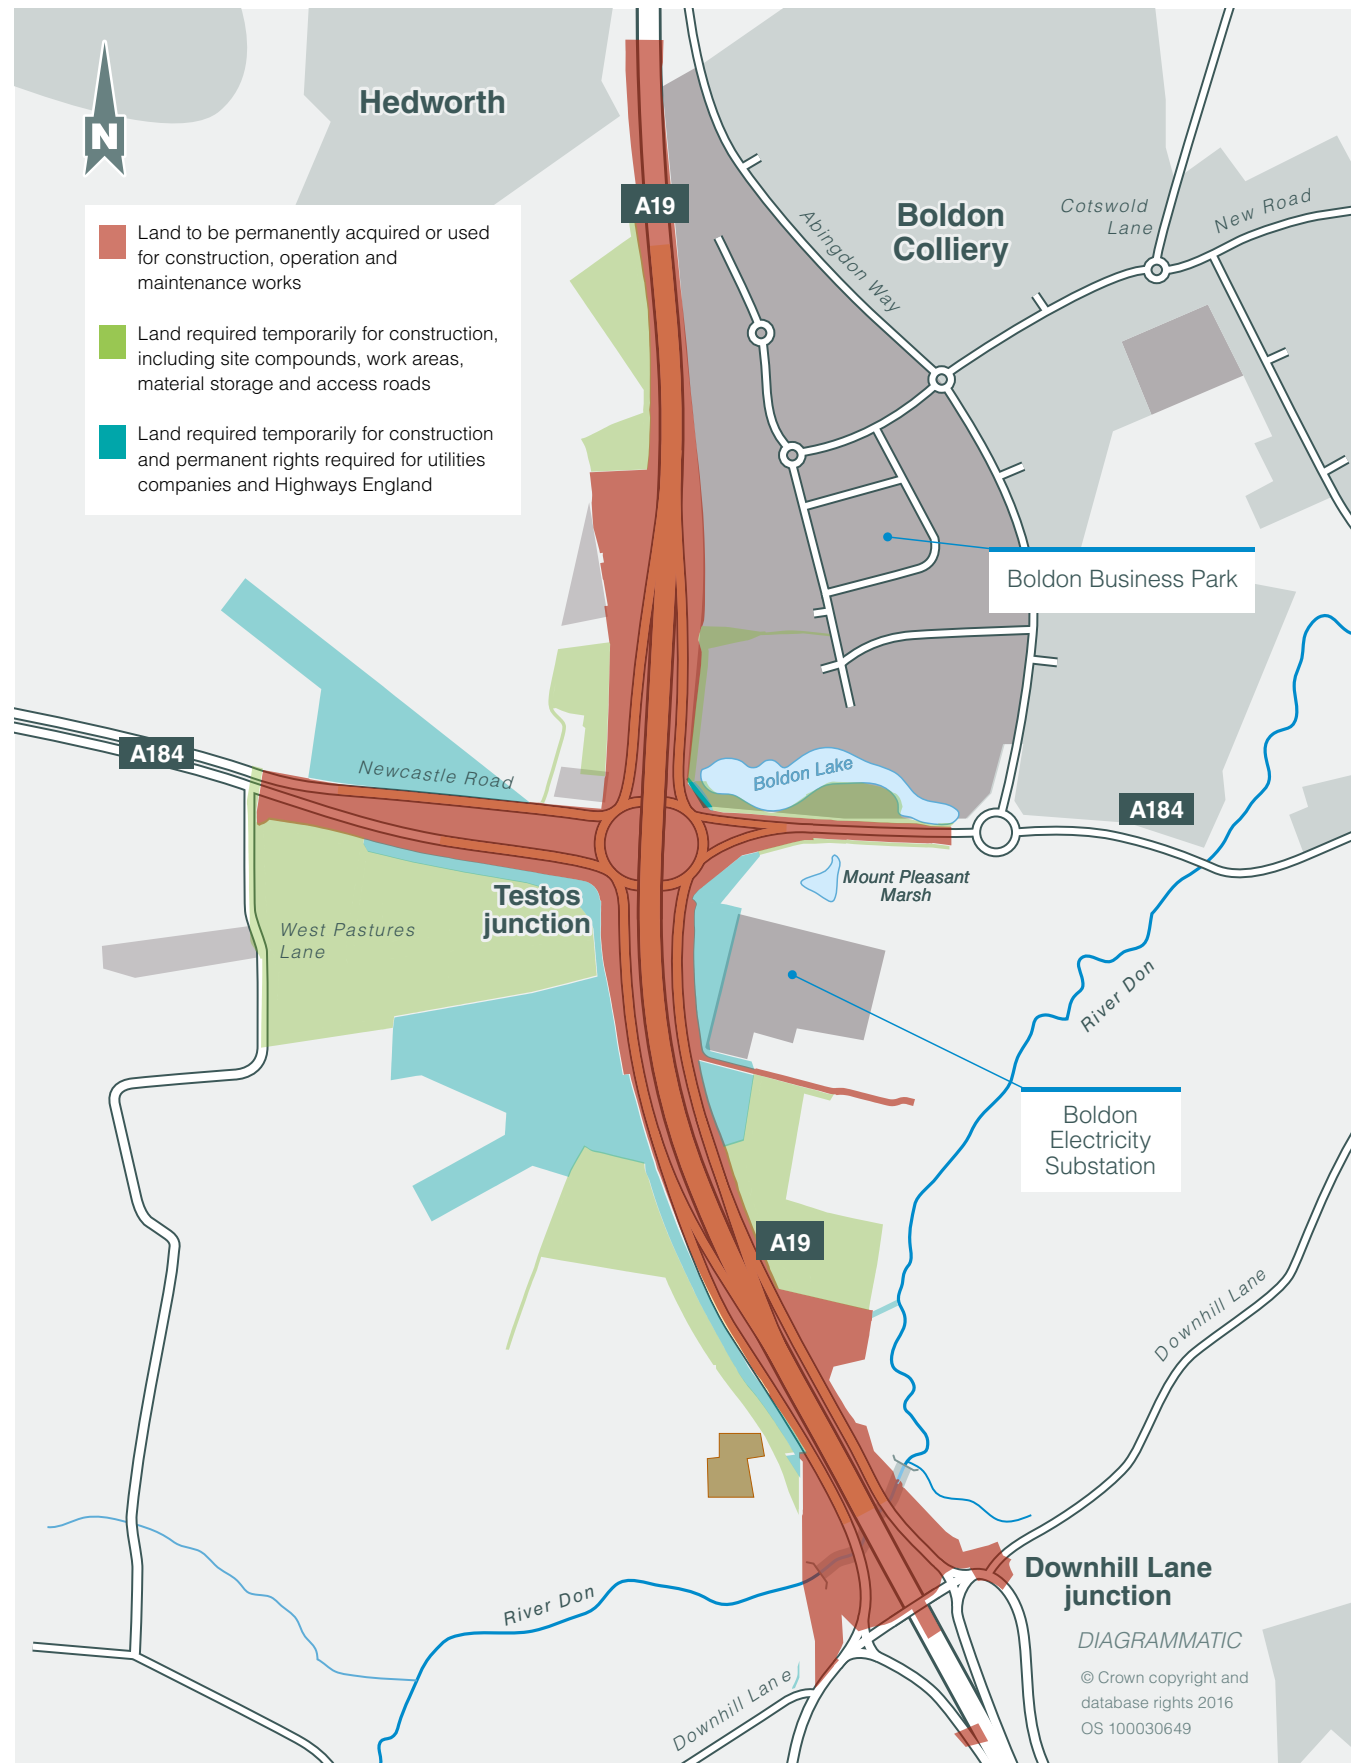 Hedworth
N
A19
Land to be permanently acquired or used
for construction, operation and
maintenance works
Land required temporarily for construction,
including site compounds, work areas,
material storage and access roads
Land required temporarily for construction
and permanent rights required for utilities
companies and Highways England
Abingdon Way
Boldon
Colliery
Cotswold
Lane
New Road
Boldon Business Park
A184
Newcastle Road
Boldon Lake
A184
Mount Pleasant
Marsh
Testos
junction
West Pastures
Lane
River Don
Boldon
Electricity
Substation
A19
Downhill Lane
Downhill Lane
junction
River Don
DIAGRAMMATIC
© Crown copyright and
database rights 2016
OS 100030649
Downhill Lane